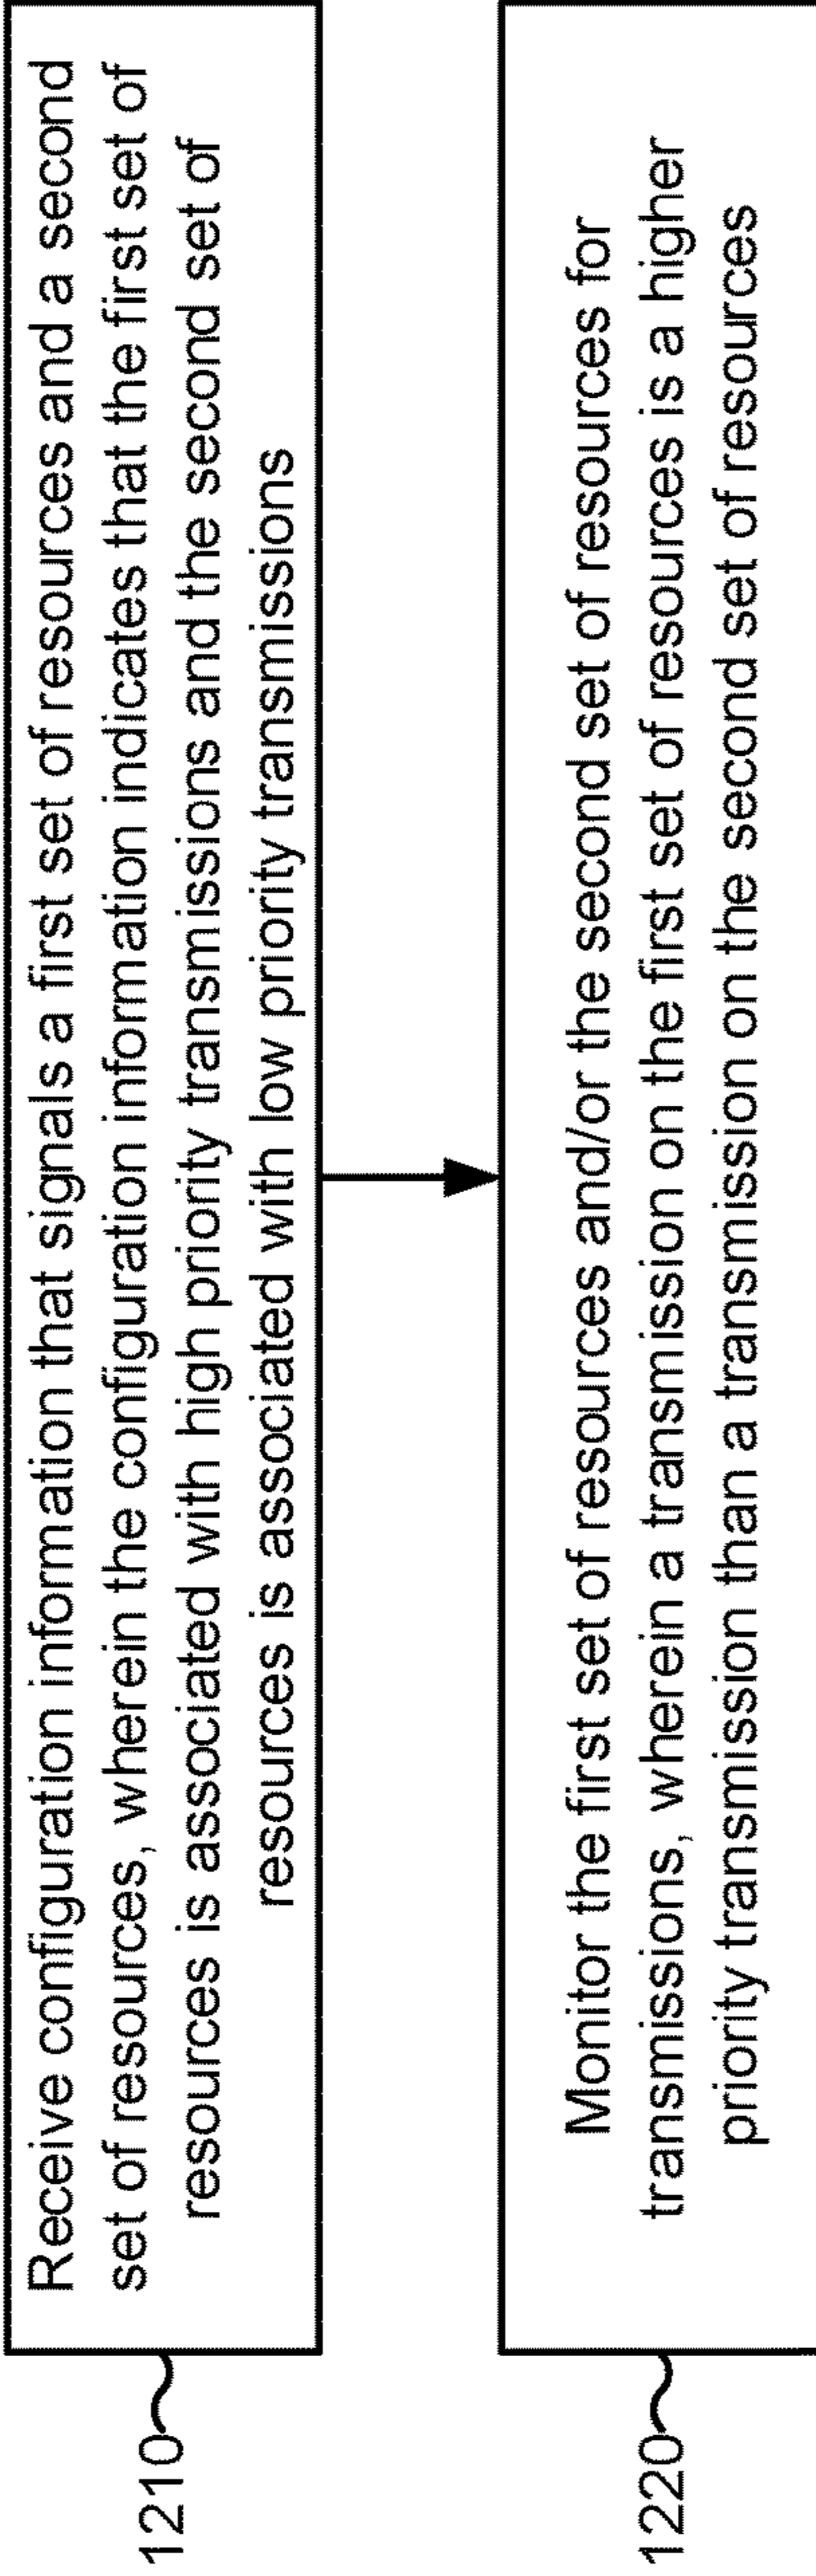 Receive configuration information that signals a first set of resources and a second
set of resources, wherein the configuration information indicates that the first set of
resources is associated with high priority transmissions and the second set of
resources is associated with low priority transmissions
1210
Monitor the first set of resources and/or the second set of resources for
transmissions, wherein a transmission on the first set of resources is a higher
priority transmission than a transmission on the second set of resources
1220